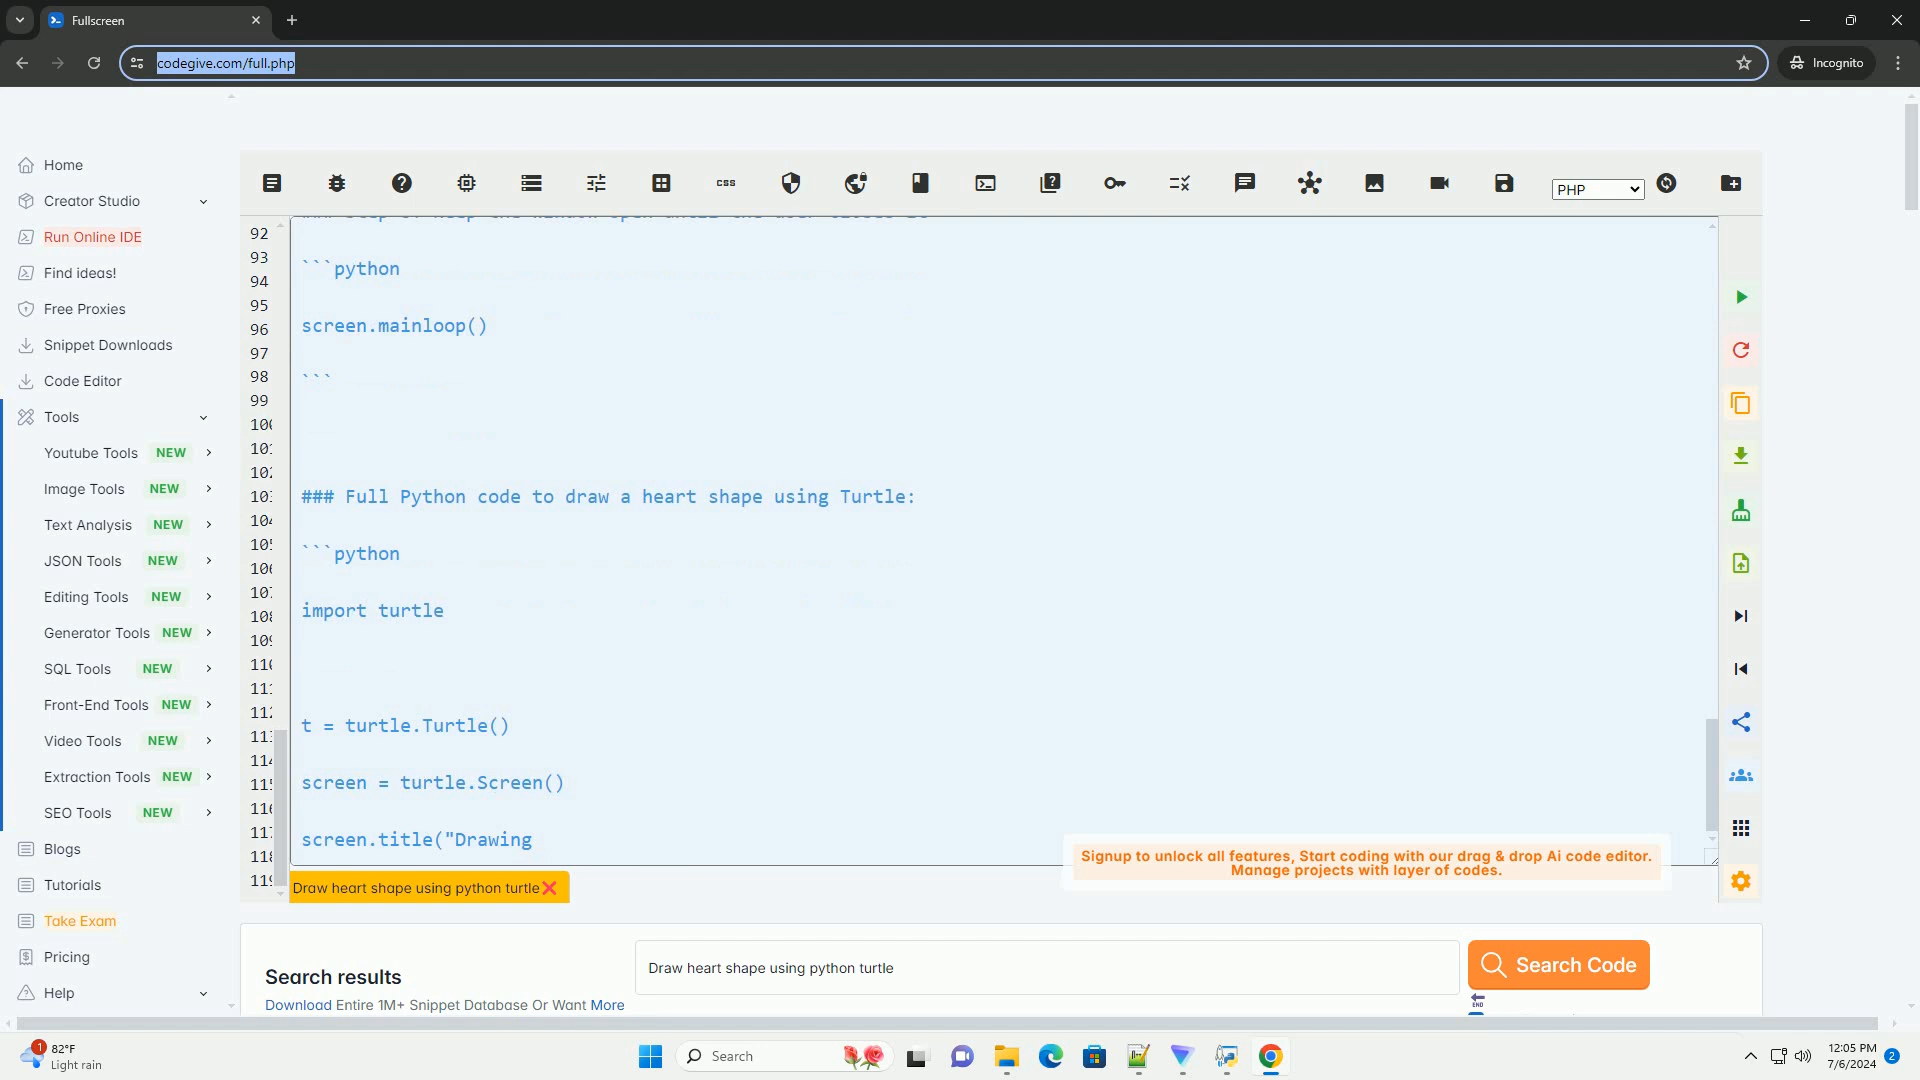 Fullscreen
codegive.com/full.php
Incognito
Home
Creator Studio
Run Online IDE
Find ideas!
Free Proxies
Snippet Downloads
Code Editor
Tools
Youtube Tools NEW
Image Tools NEW
Text Analysis NEW
JSON Tools NEW
Editing Tools NEW
Generator Tools NEW
SQL Tools NEW
Front-End Tools NEW
Video Tools NEW
Extraction Tools NEW
SEO Tools NEW
Blogs
Tutorials
Take Exam
Pricing
Help
css
PHP
92
93
94
95
96
97
98
99
```python
screen.mainloop()
```
### Full Python code to draw a heart shape using Turtle:
```python
import turtle
t = turtle.Turtle()
screen = turtle.Screen()
screen.title("Drawing
Signup to unlock all features, Start coding with our drag & drop Ai code editor.
Manage projects with layer of codes.
Draw heart shape using python turtle
Search results
Download Entire 1M+ Snippet Database Or Want More
Draw heart shape using python turtle
Search Code
END
1
82°F
Light rain
Search
12:05 PM
7/6/2024
2